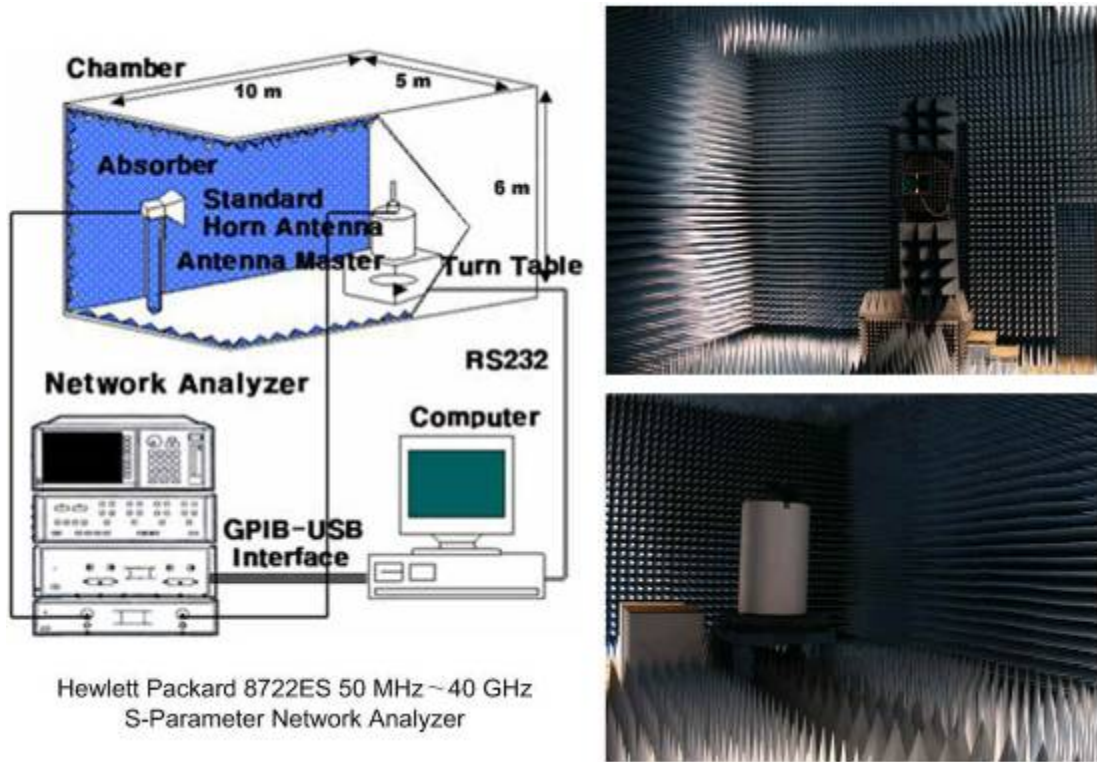 Chamber
10 m
5 m
Absorber
6 m
Standard
Horn Antenna
Antenna Master
Turn Table
RS232
Network Analyzer
Computer
GPIB-USB
Interface
Hewlett Packard 8722ES 50 MHz ~ 40 GHz
S-Parameter Network Analyzer